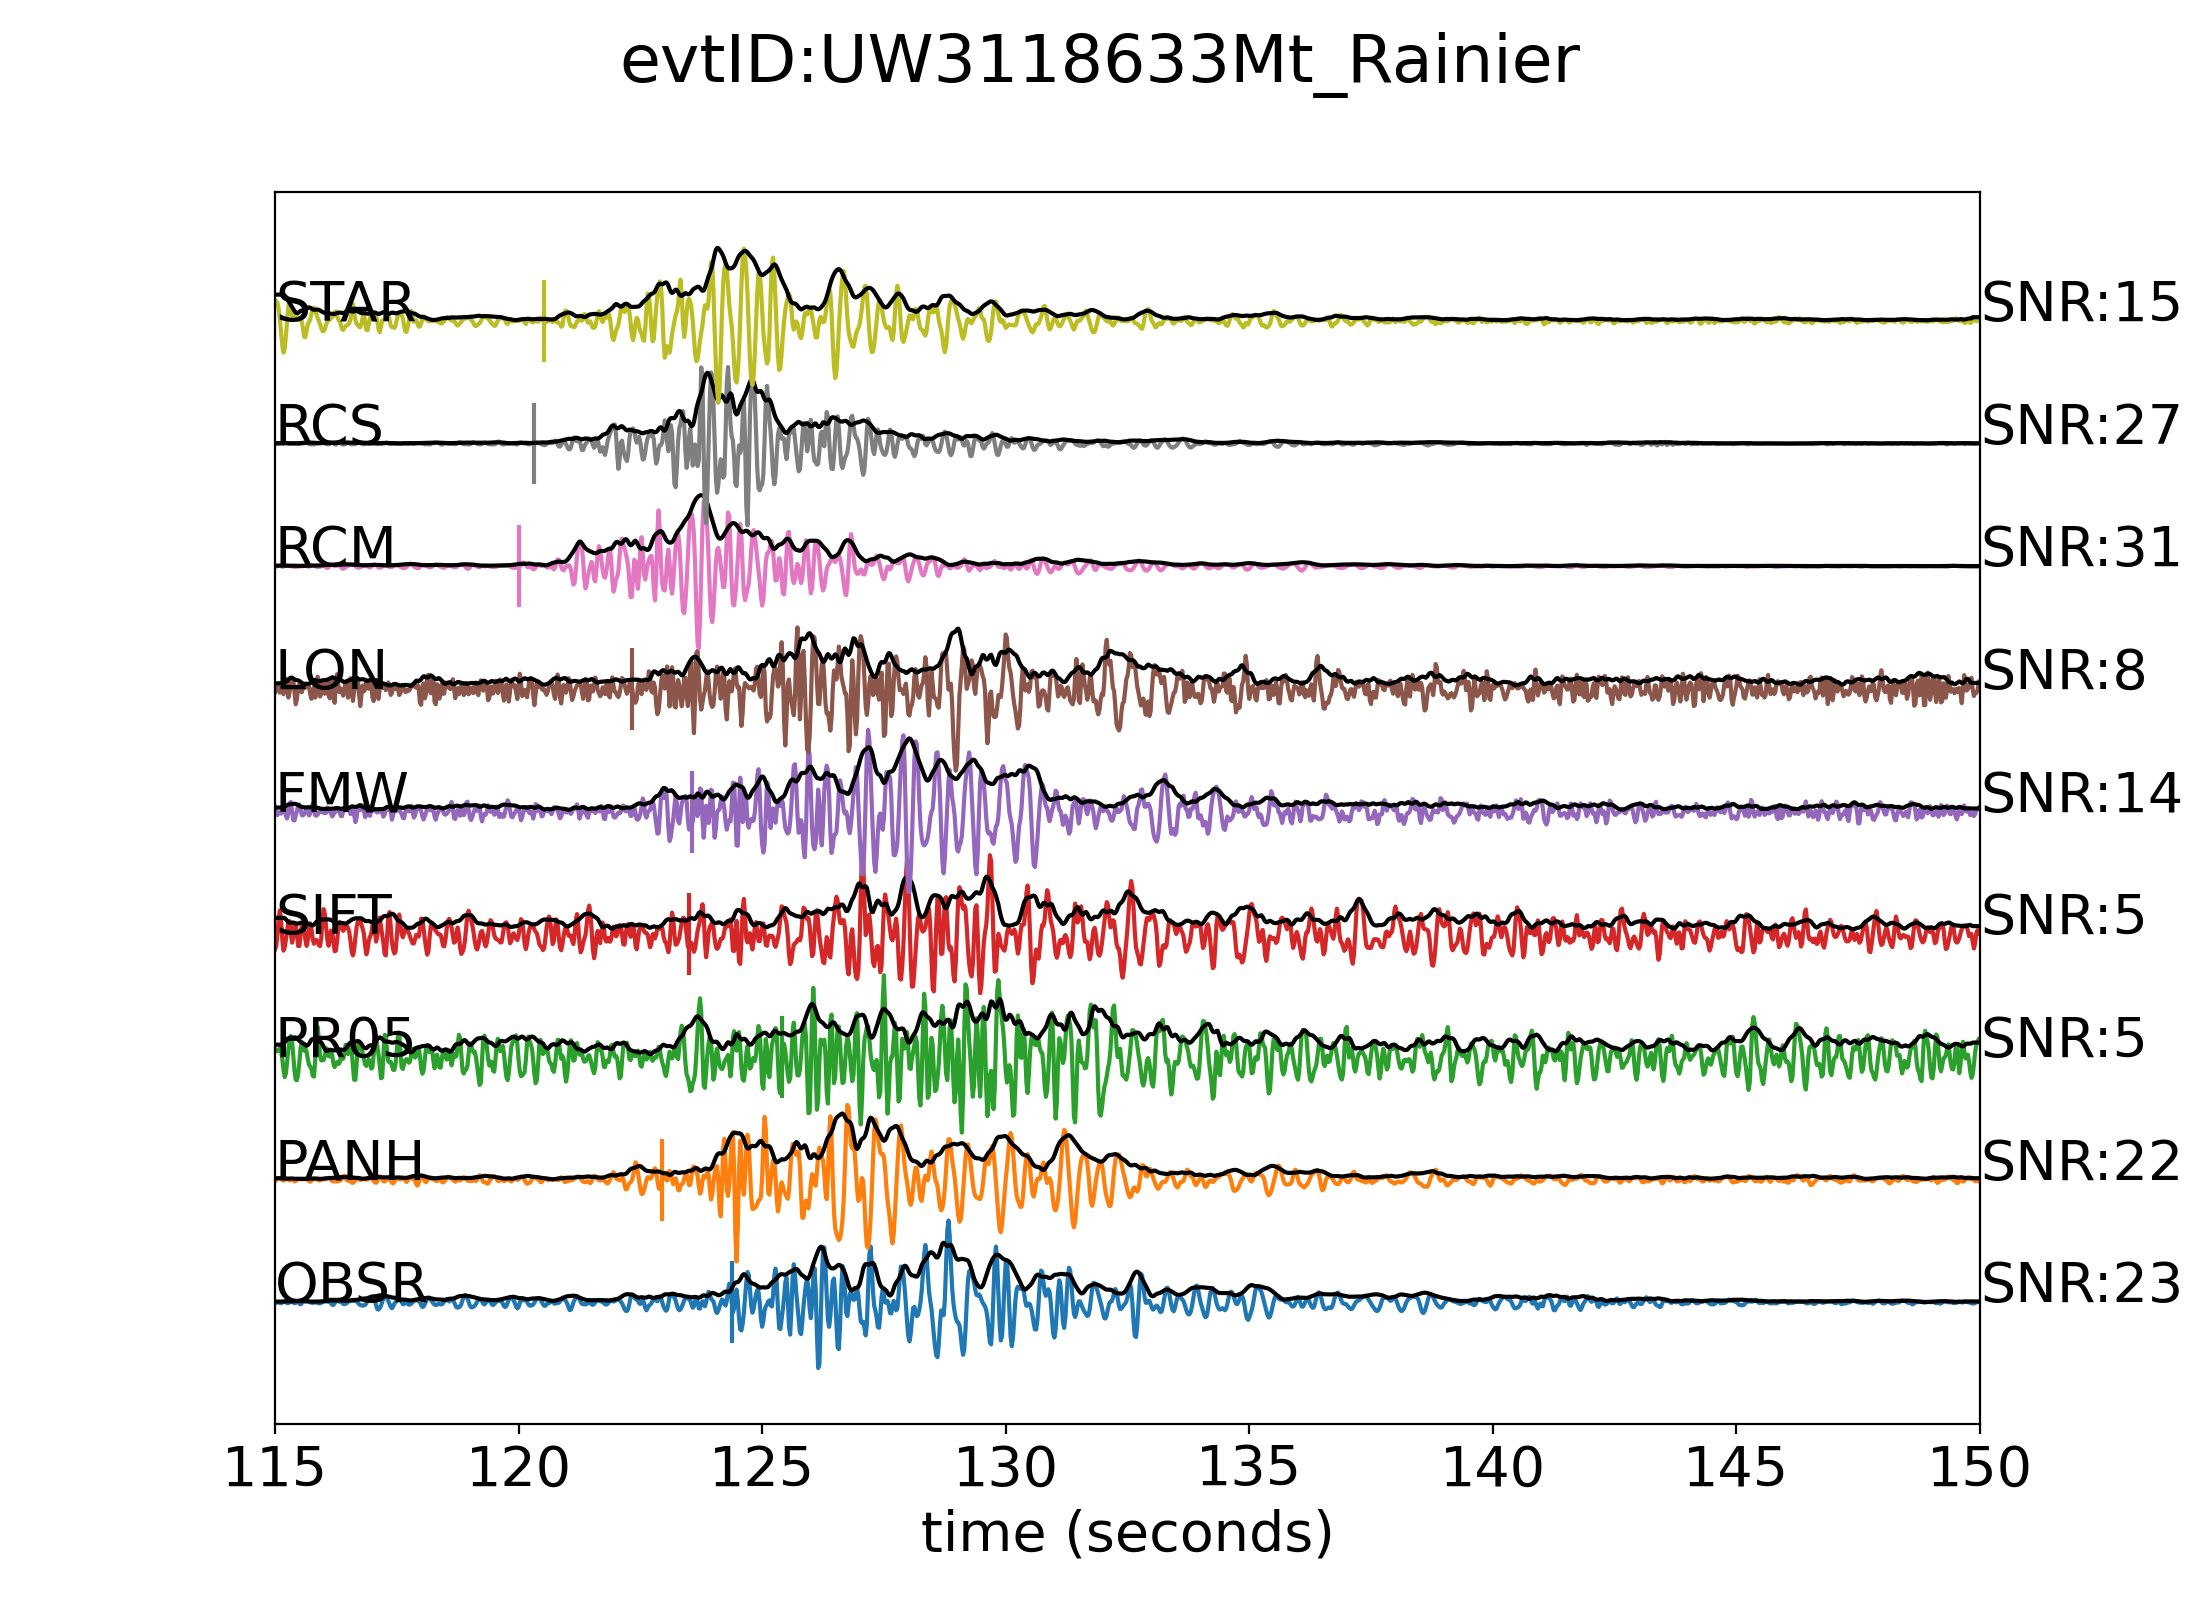 evtID:UW3118633Mt_Rainier
STAR SNR:15
RCS SNR:27
RCM SNR:31
LON SNR:8
FMW SNR:14
SIFT SNR:5
PR05 SNR:5
PANH SNR:22
OBSR SNR:23
115 120 125 130 135 140 145 150
time (seconds)